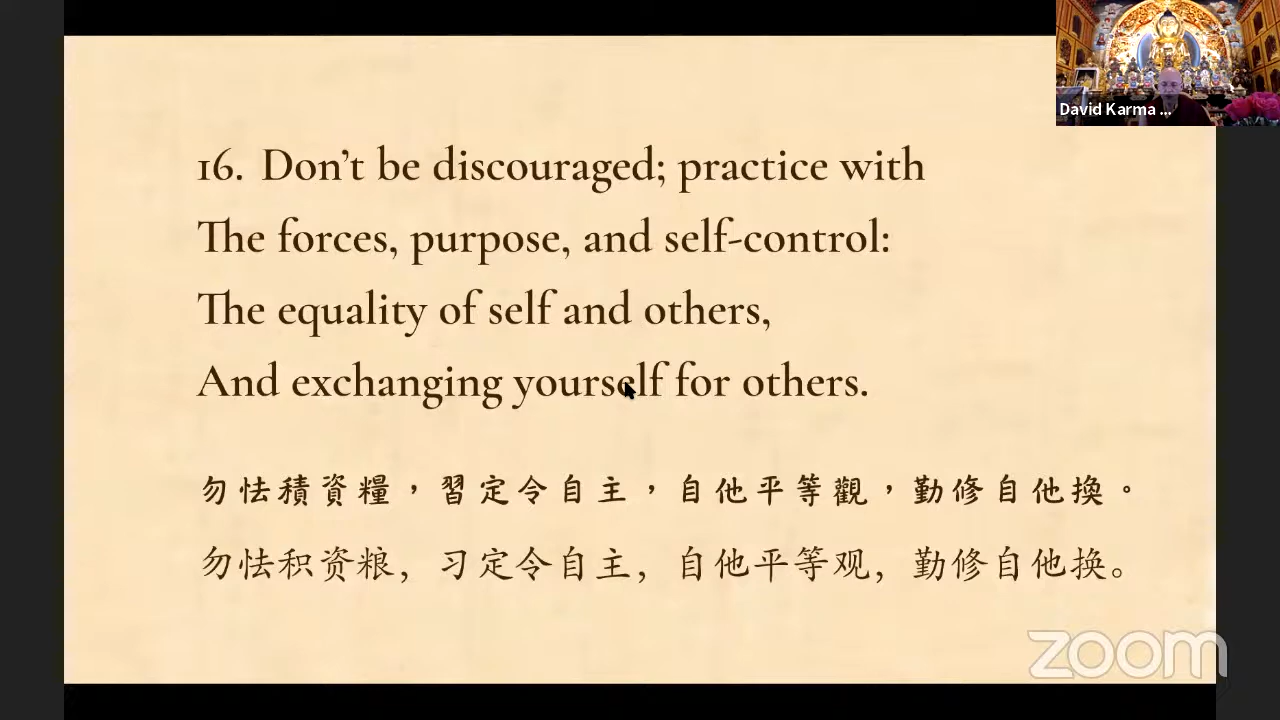 David Karma ...
16. Don't be discouraged; practice with
The forces, purpose, and self-control:
The equality of self and others,
And exchanging yourself for others.
勿怯積資糧，習定令自主，自他平等觀，勤修自他換。
勿怯积资粮，习定令自主，自他平等观，勤修自他换。
zoom